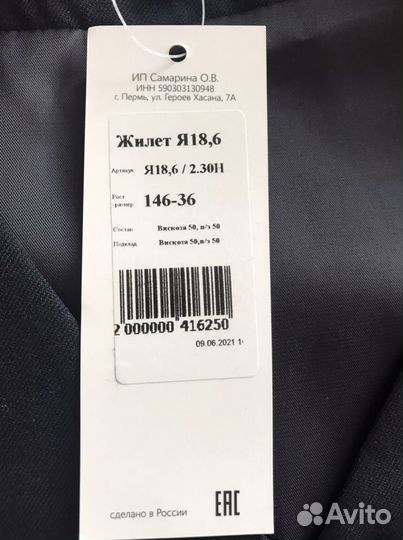 ИП Самарина О.В.
ИНН 590303130948
г. Пермь, ул. Героев Хасана, 7А
Жилет Я18,6
Артикул Я18,6 / 2.30Н
Рост -размер 146-36
Состав Вискоза 50, п/э 50
Подклад Вискоза 50,п/э 50
2 000000 416250
09.06.2021 1
сделано в России
ЕАС
Avito